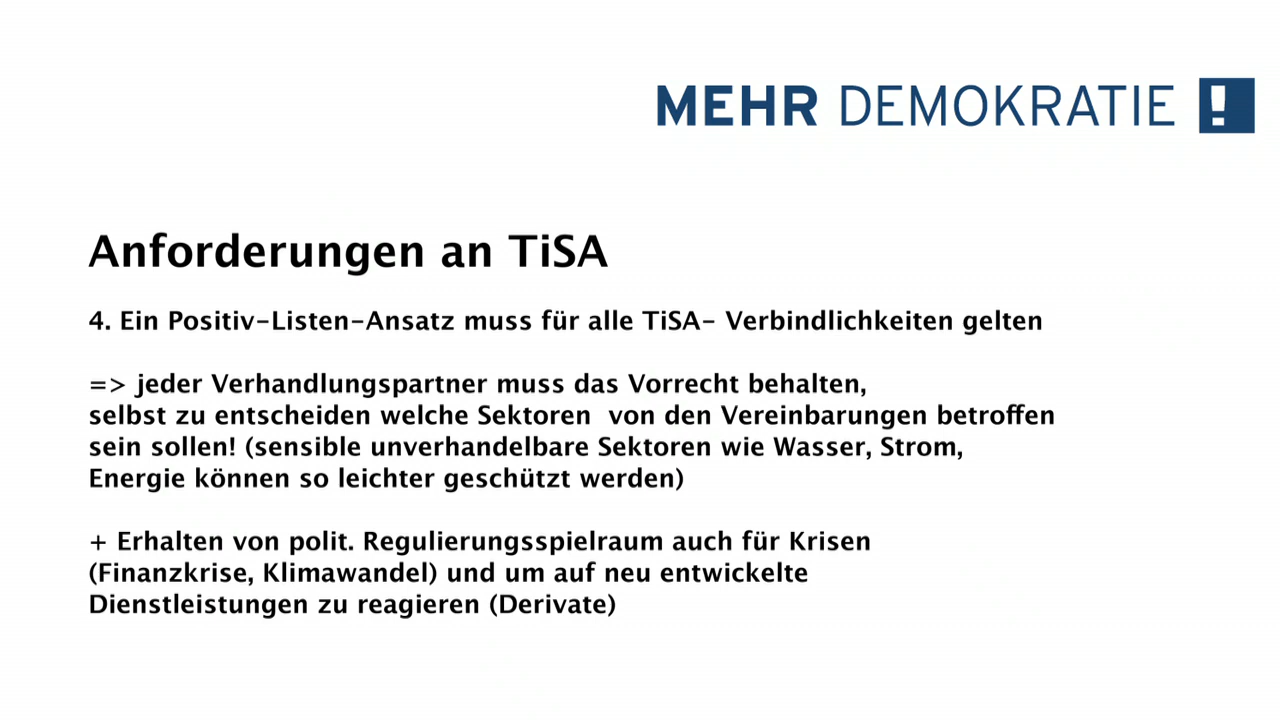 MEHR DEMOKRATIE !
Anforderungen an TiSA
4. Ein Positiv-Listen-Ansatz muss für alle TiSA- Verbindlichkeiten gelten
=> jeder Verhandlungspartner muss das Vorrecht behalten,
selbst zu entscheiden welche Sektoren  von den Vereinbarungen betroffen
sein sollen! (sensible unverhandelbare Sektoren wie Wasser, Strom,
Energie können so leichter geschützt werden)
+ Erhalten von polit. Regulierungsspielraum auch für Krisen
(Finanzkrise, Klimawandel) und um auf neu entwickelte
Dienstleistungen zu reagieren (Derivate)